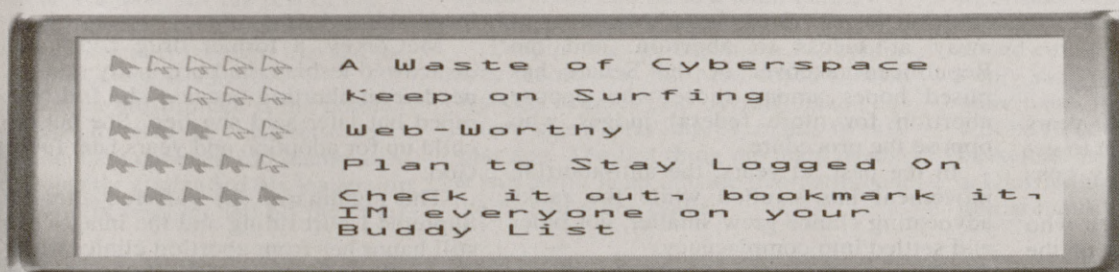 A Waste of Cyberspace
Keep on Surfing
Web-Worthy
Plan to Stay Logged On
Check it out, bookmark it,
IM everyone on your
Buddy List